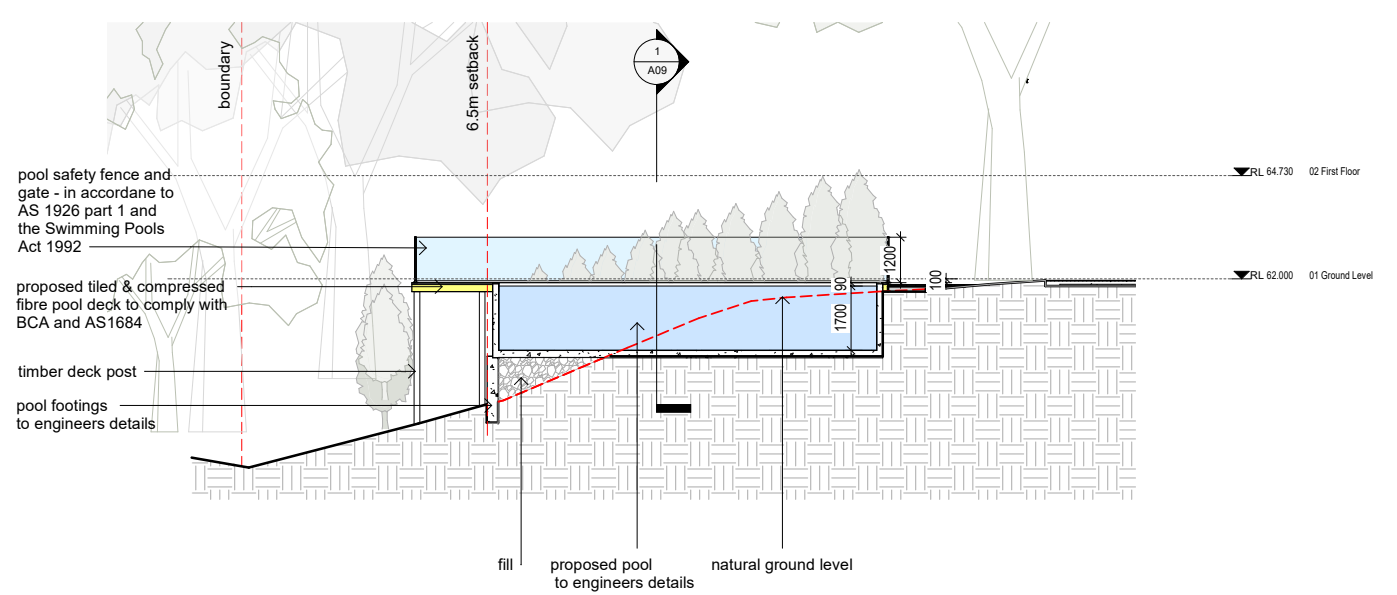 boundary
6.5m setback
1
A09
pool safety fence and
gate - in accordane to
AS 1926 part 1 and
the Swimming Pools
Act 1992
RL 64.730 02 First Floor
1200
RL 62.000 01 Ground Level
100
proposed tiled & compressed
fibre pool deck to comply with
BCA and AS1684
90
1700
timber deck post
pool footings
to engineers details
fill
proposed pool
to engineers details
natural ground level